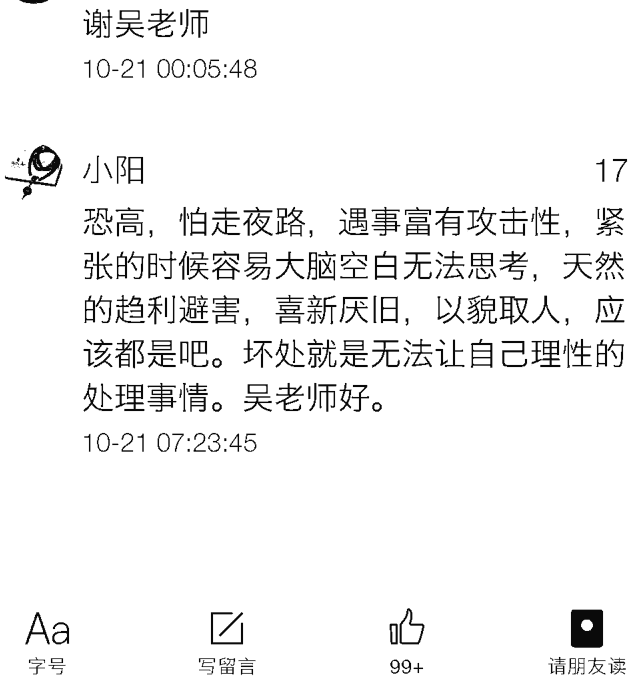 谢吴老师
10-21 00:05:48
小阳 17
恐高，怕走夜路，遇事富有攻击性，紧
张的时候容易大脑空白无法思考，天然
的趋利避害，喜新厌旧，以貌取人，应
该都是吧。坏处就是无法让自己理性的
处理事情。吴老师好。
10-21 07:23:45
Aa
字号 写留言 99+ 请朋友读